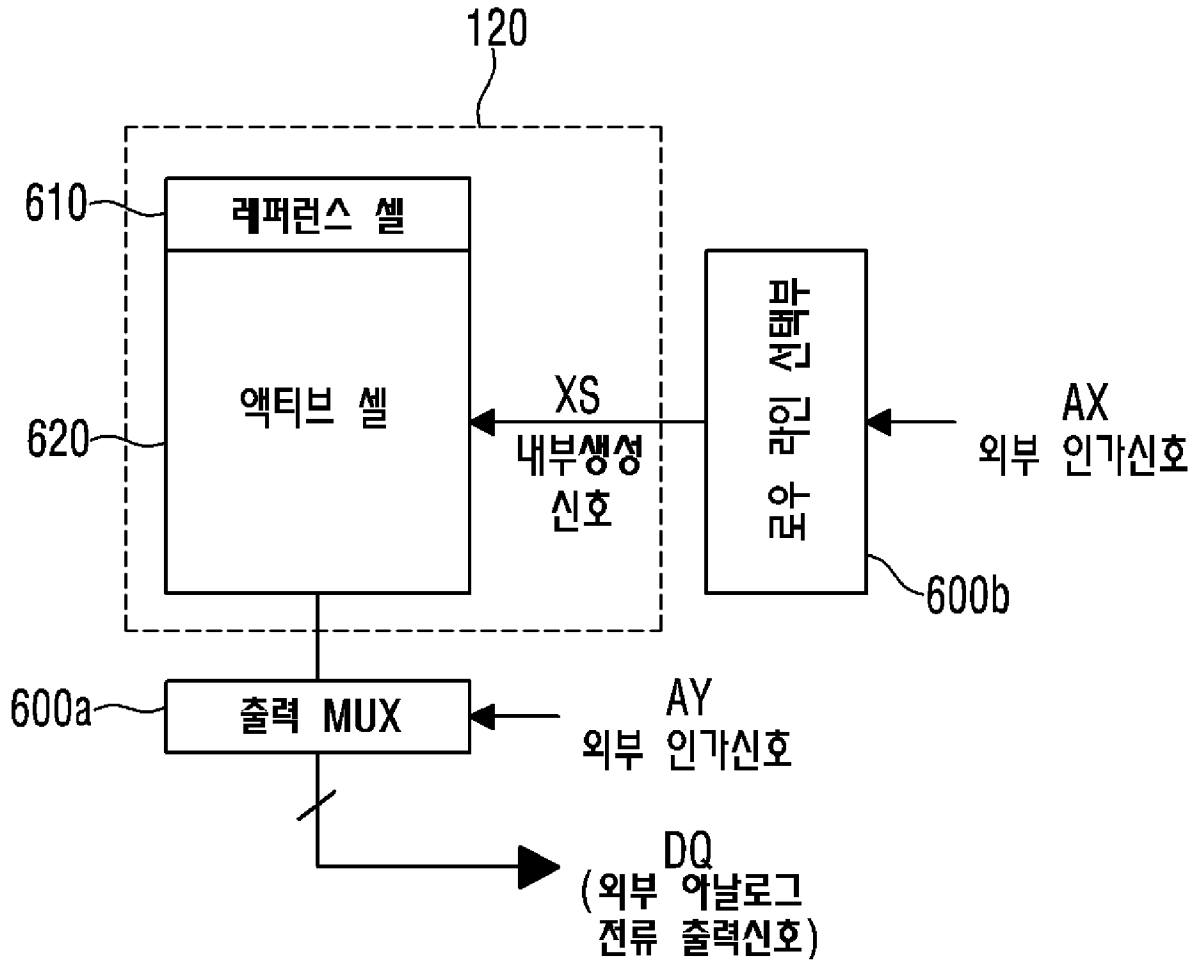 120
610
레퍼런스 셀
620
액티브 셀
XS
내부생성
신호
로우 라인 선택부
AX
외부 인가신호
600b
600a
출력 MUX
AY
외부 인가신호
DQ
(외부 아날로그
전류 출력신호)